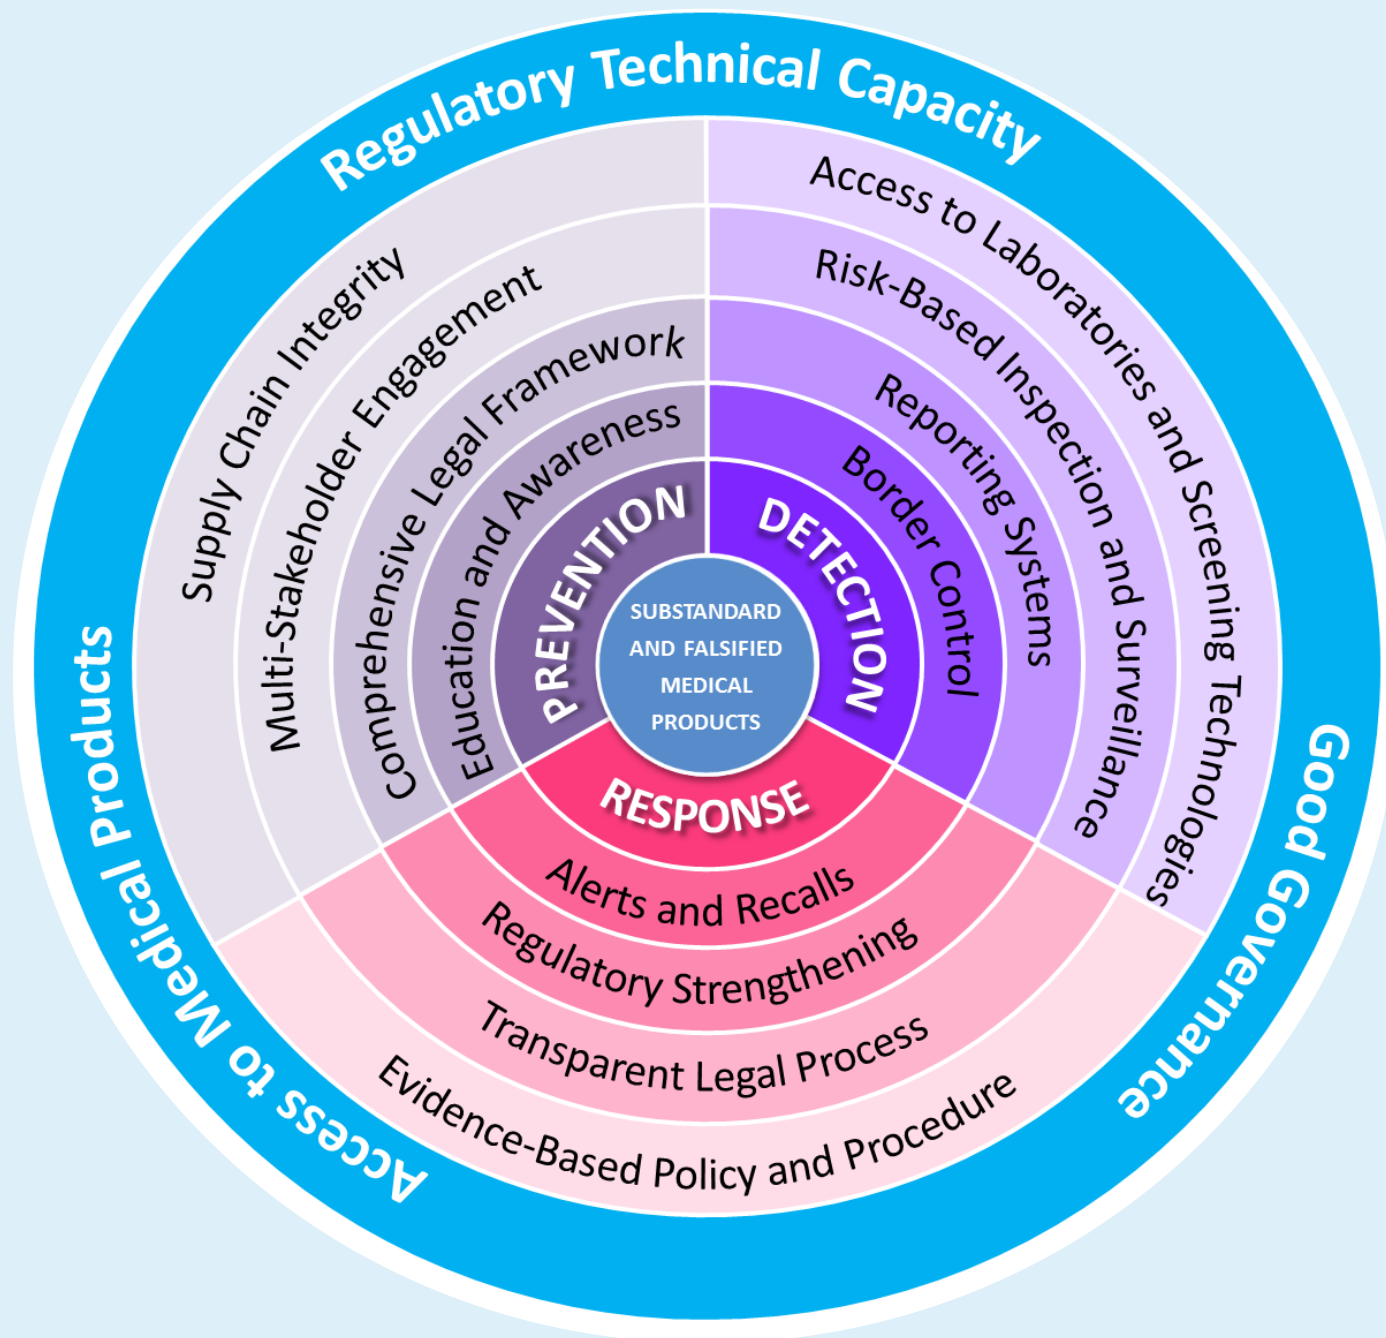 Regulatory Technical Capacity
Good Governance
Access to Medical Products
SUBSTANDARD
AND FALSIFIED
MEDICAL
PRODUCTS
PREVENTION
Education and Awareness
Comprehensive Legal Framework
Multi-Stakeholder Engagement
Supply Chain Integrity
DETECTION
Border Control
Reporting Systems
Risk-Based Inspection and Surveillance
Access to Laboratories and Screening Technologies
RESPONSE
Alerts and Recalls
Regulatory Strengthening
Transparent Legal Process
Evidence-Based Policy and Procedure